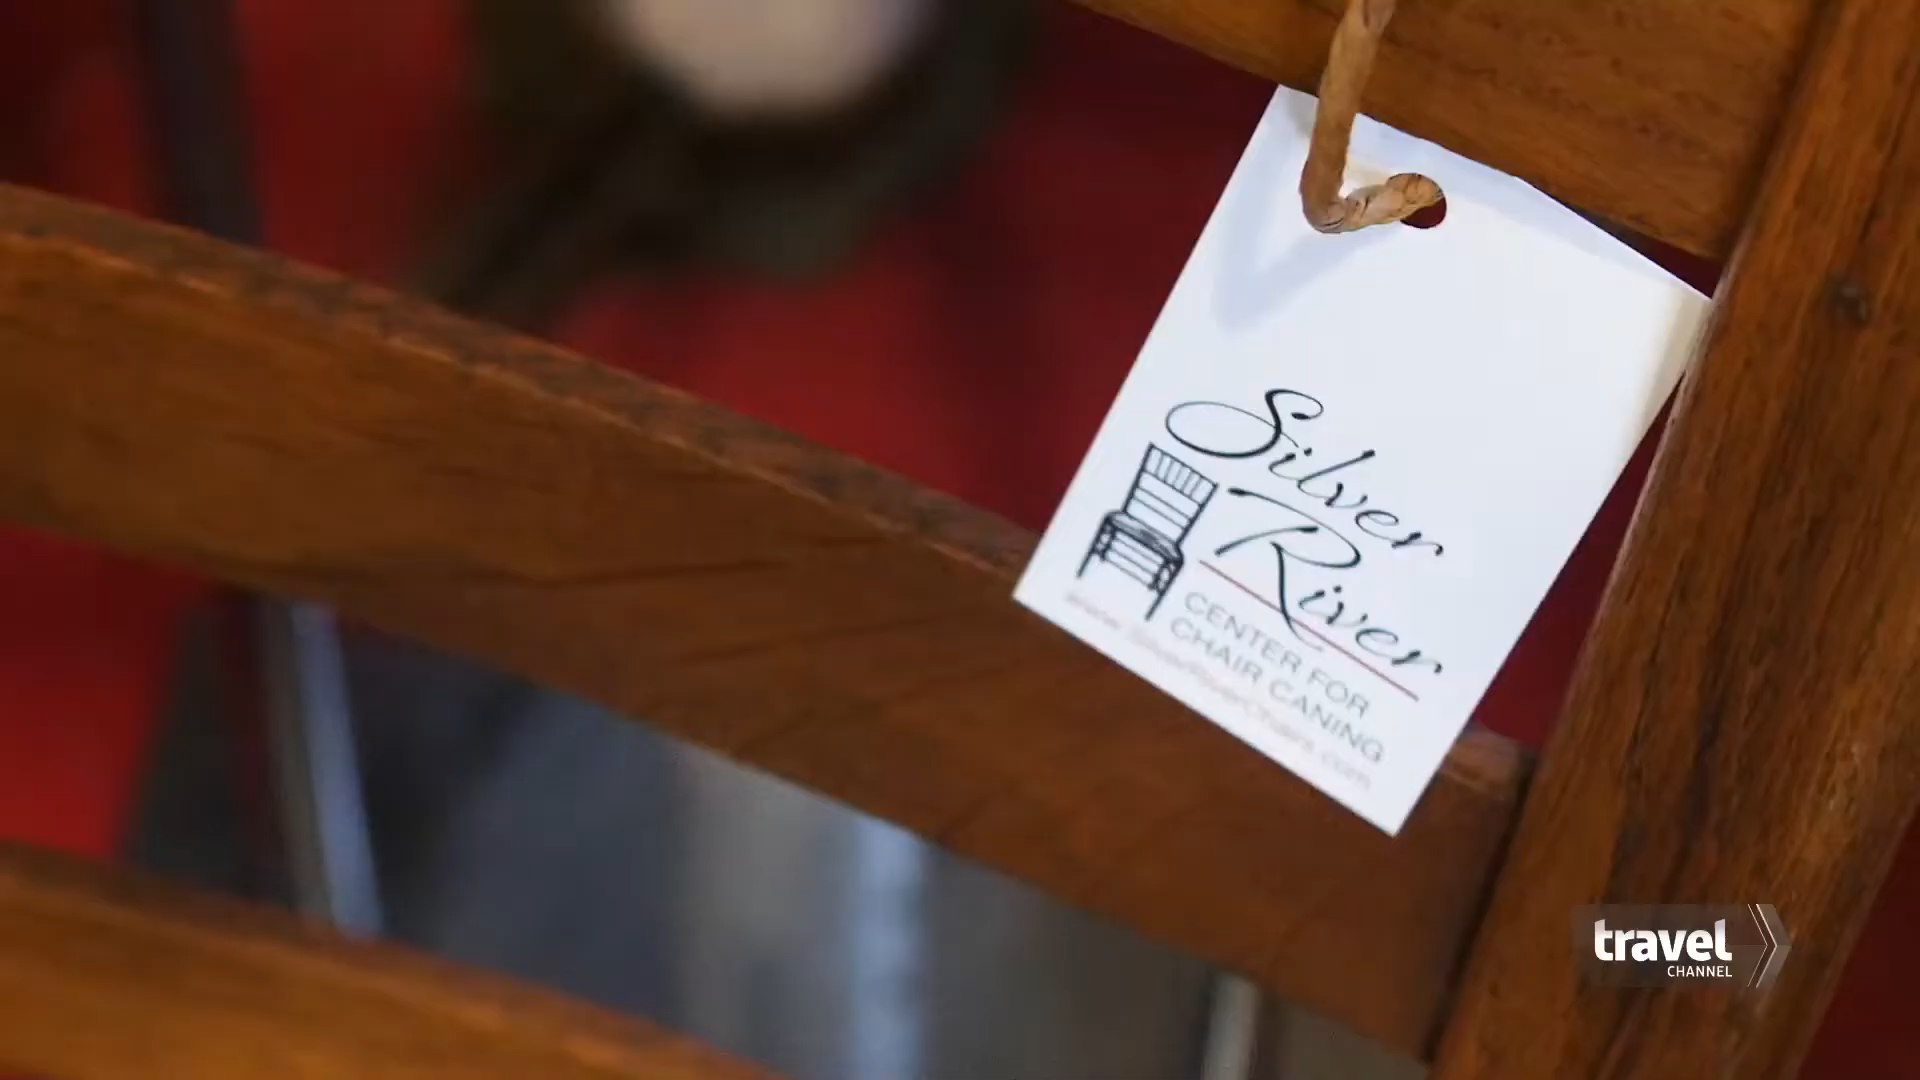 Silver
River
CENTER FOR
CHAIR CANING
www.SilverRiverChairs.com
travel
CHANNEL